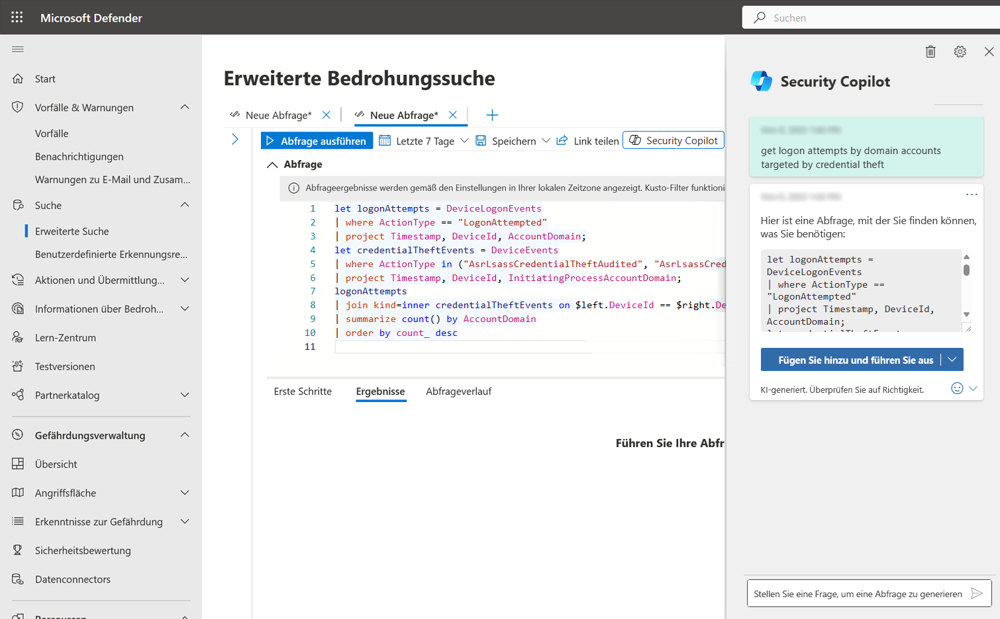 Microsoft Defender
Suchen
Start
Vorfälle & Warnungen
Vorfälle
Benachrichtigungen
Warnungen zu E-Mail und Zusam...
Suche
Erweiterte Suche
Benutzerdefinierte Erkennungsre...
Aktionen und Übermittlung...
Informationen über Bedroh...
Lern-Zentrum
Testversionen
Partnerkatalog
Gefährdungsverwaltung
Übersicht
Angriffsfläche
Erkenntnisse zur Gefährdung
Sicherheitsbewertung
Datenconnectors
Ressourcen
Erweiterte Bedrohungssuche
Neue Abfrage*
Neue Abfrage*
Abfrage ausführen
Letzte 7 Tage
Speichern
Link teilen
Security Copilot
Abfrage
Abfrageergebnisse werden gemäß den Einstellungen in Ihrer lokalen Zeitzone angezeigt. Kusto-Filter funktioni
1 let logonAttempts = DeviceLogonEvents
2 | where ActionType == "LogonAttempted"
3 | project Timestamp, DeviceId, AccountDomain;
4 let credentialTheftEvents = DeviceEvents
5 | where ActionType in ("AsrLsassCredentialTheftAudited", "AsrLsassCred
6 | project Timestamp, DeviceId, InitiatingProcessAccountDomain;
7 logonAttempts
8 | join kind=inner credentialTheftEvents on $left.DeviceId == $right.De
9 | summarize count() by AccountDomain
10 | order by count_ desc
11
Erste Schritte
Ergebnisse
Abfrageverlauf
Führen Sie Ihre Abfr
Security Copilot
get logon attempts by domain accounts
targeted by credential theft
Hier ist eine Abfrage, mit der Sie finden können,
was Sie benötigen:
let logonAttempts =
DeviceLogonEvents
| where ActionType ==
"LogonAttempted"
| project Timestamp, DeviceId,
AccountDomain;
Fügen Sie hinzu und führen Sie aus
KI-generiert. Überprüfen Sie auf Richtigkeit.
Stellen Sie eine Frage, um eine Abfrage zu generieren